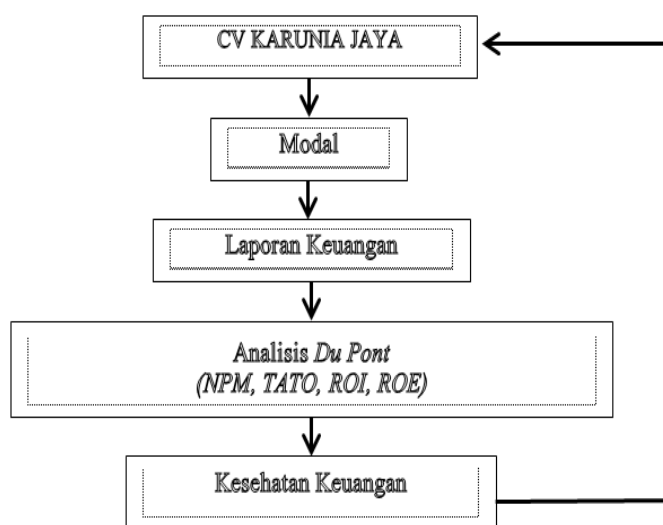 CV KARUNIA JAYA
Modal
Laporan Keuangan
Analisis Du Pont
(NPM, TATO, ROI, ROE)
Kesehatan Keuangan